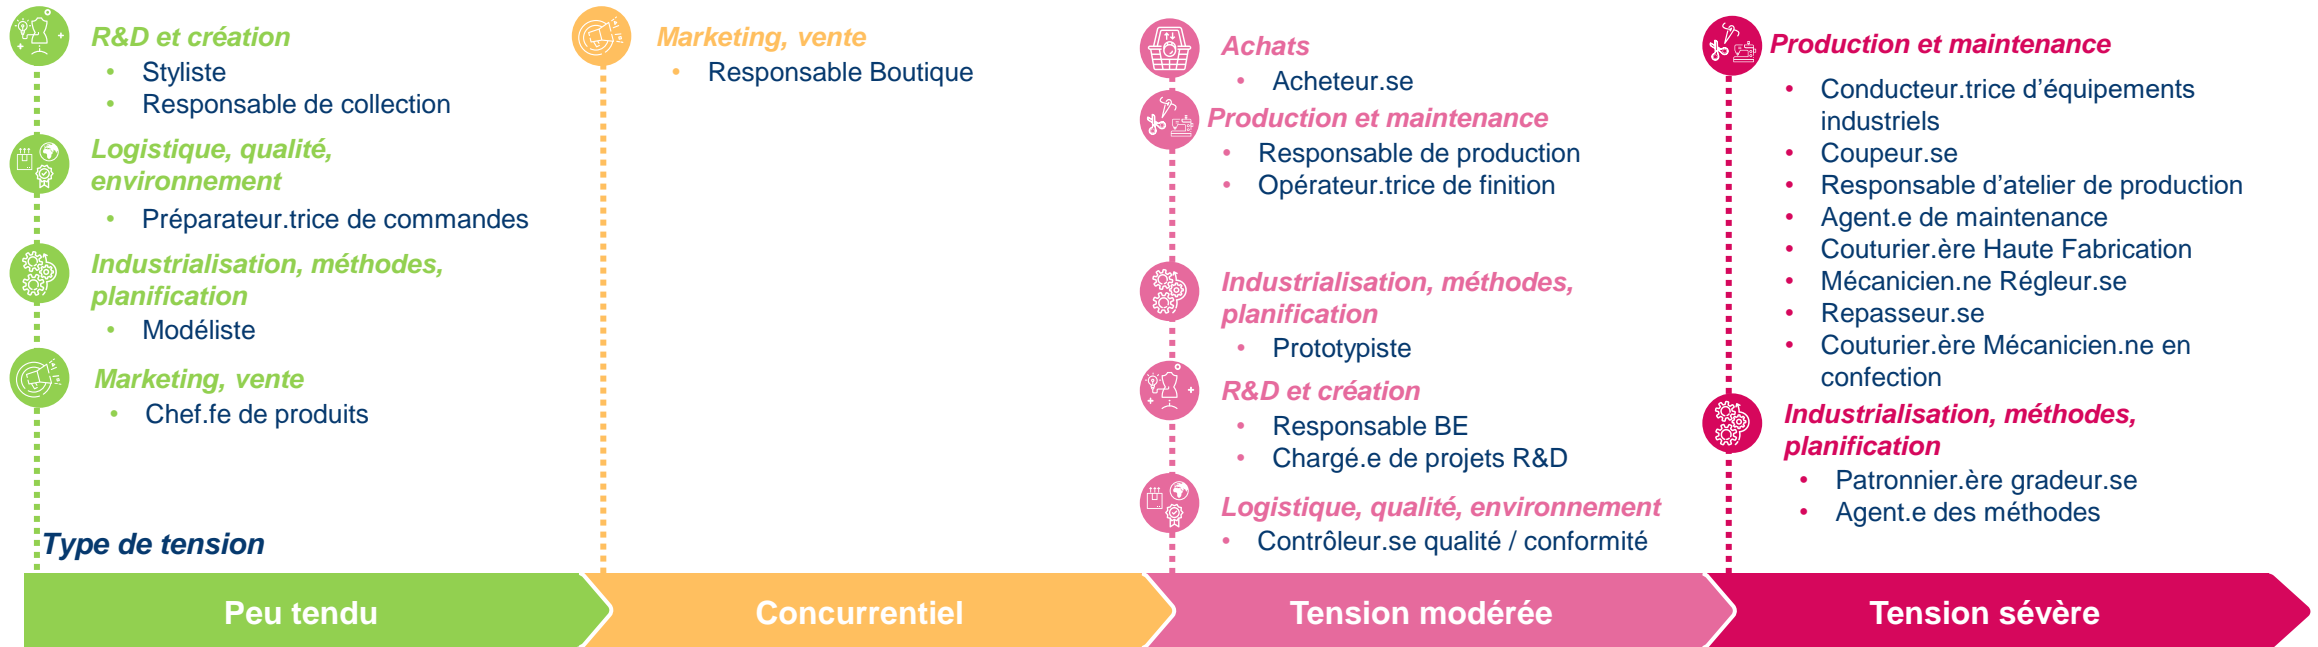 R&D et création
• Styliste
• Responsable de collection
Logistique, qualité,
environnement
• Préparateur.trice de commandes
Industrialisation, méthodes,
planification
• Modéliste
Marketing, vente
• Chef.fe de produits
Marketing, vente
• Responsable Boutique
Achats
• Acheteur.se
Production et maintenance
• Responsable de production
• Opérateur.trice de finition
Industrialisation, méthodes,
planification
• Prototypiste
R&D et création
• Responsable BE
• Chargé.e de projets R&D
Logistique, qualité, environnement
• Contrôleur.se qualité / conformité
Production et maintenance
• Conducteur.trice d’équipements
industriels
• Coupeur.se
• Responsable d’atelier de production
• Agent.e de maintenance
• Couturier.ère Haute Fabrication
• Mécanicien.ne Régleur.se
• Repasseur.se
• Couturier.ère Mécanicien.ne en
confection
Industrialisation, méthodes,
planification
• Patronnier.ère gradeur.se
• Agent.e des méthodes
Type de tension
Peu tendu
Concurrentiel
Tension modérée
Tension sévère